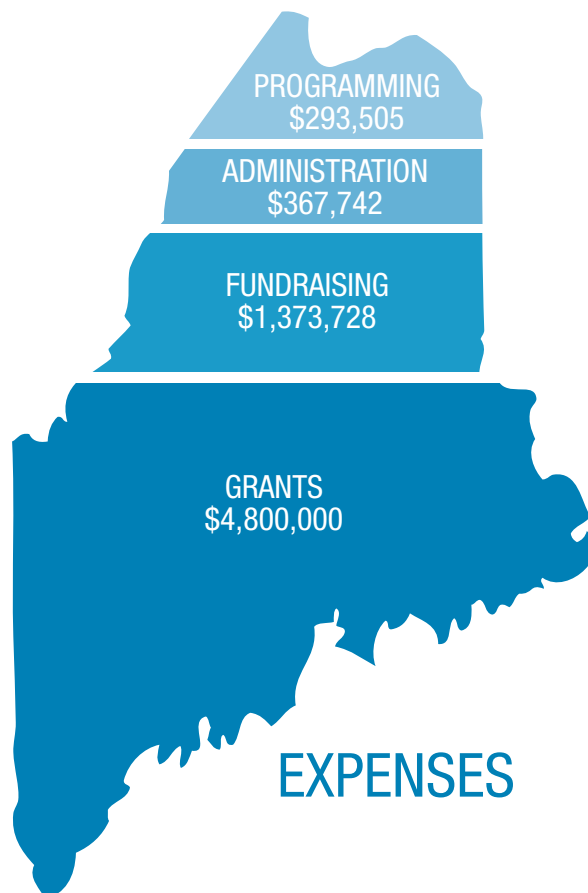 PROGRAMMING
$293,505
ADMINISTRATION
$367,742
FUNDRAISING
$1,373,728
GRANTS
$4,800,000
EXPENSES